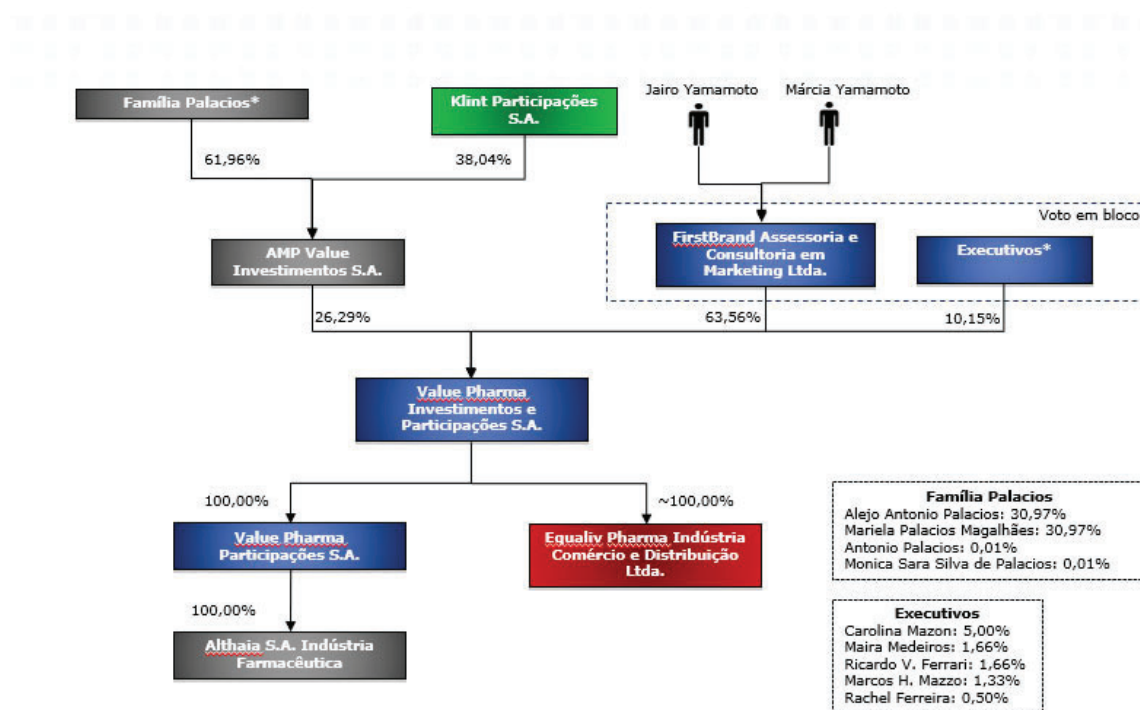 Família Palacios*
Klint Participações
S.A.
Jairo Yamamoto
Márcia Yamamoto
61,96%
38,04%
Voto em bloco
AMP Value
Investimentos S.A.
FirstBrand Assessoria e
Consultoria em
Marketing Ltda.
Executivos*
26,29%
63,56%
10,15%
Value Pharma
Investimentos e
Participações S.A.
100,00%
~100,00%
Value Pharma
Participações S.A.
Equaliv Pharma Indústria
Comércio e Distribuição
Ltda.
100,00%
Althaia S.A. Indústria
Farmacêutica
Família Palacios
Alejo Antonio Palacios: 30,97%
Mariela Palacios Magalhães: 30,97%
Antonio Palacios: 0,01%
Monica Sara Silva de Palacios: 0,01%
Executivos
Carolina Mazon: 5,00%
Maira Medeiros: 1,66%
Ricardo V. Ferrari: 1,66%
Marcos H. Mazzo: 1,33%
Rachel Ferreira: 0,50%